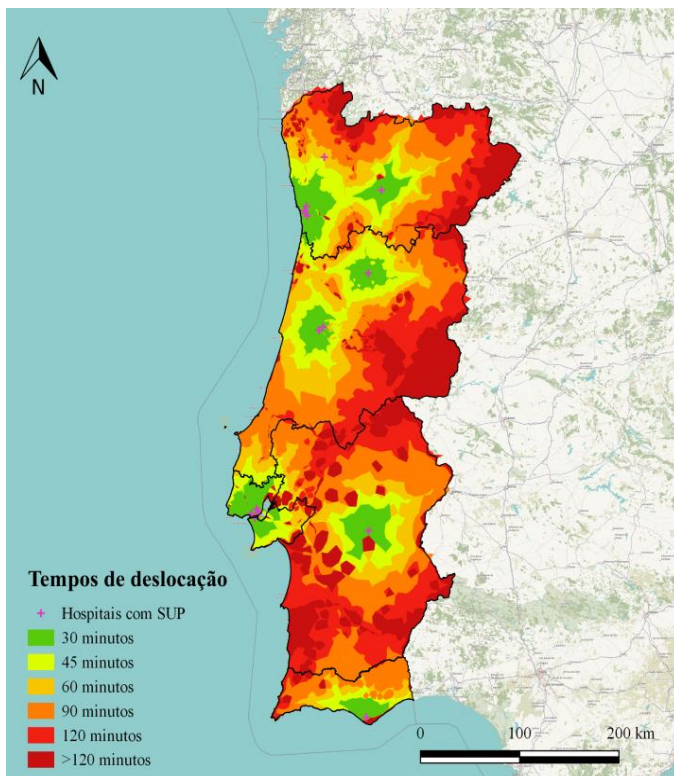 N
Tempos de deslocação
Hospitais com SUP
30 minutos
45 minutos
60 minutos
90 minutos
120 minutos
>120 minutos
0 100 200 km